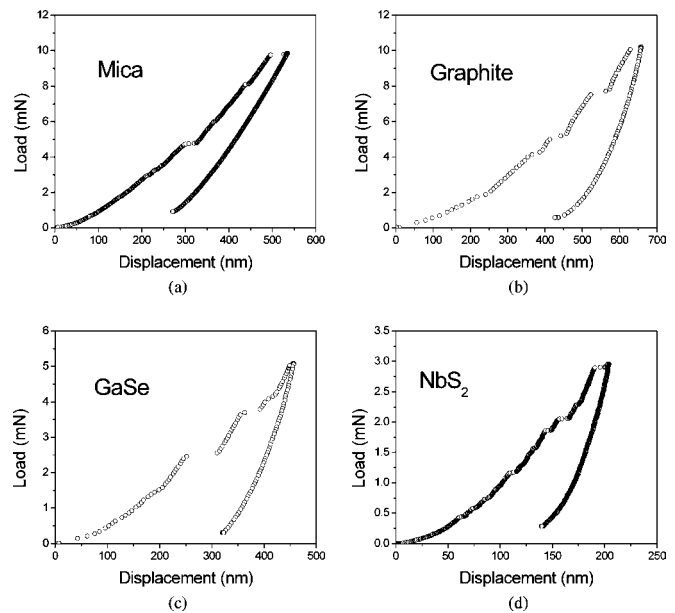 12
10
8
6
4
2
0
Load (mN)
Mica
0 100 200 300 400 500 600
Displacement (nm)
(a)
12
10
8
6
4
2
0
Load (mN)
Graphite
0 100 200 300 400 500 600 700
Displacement (nm)
(b)
6
5
4
3
2
1
0
Load (mN)
GaSe
0 100 200 300 400 500
Displacement (nm)
(c)
3.5
3.0
2.5
2.0
1.5
1.0
0.5
0.0
Load (mN)
NbS2
0 50 100 150 200 250
Displacement (nm)
(d)